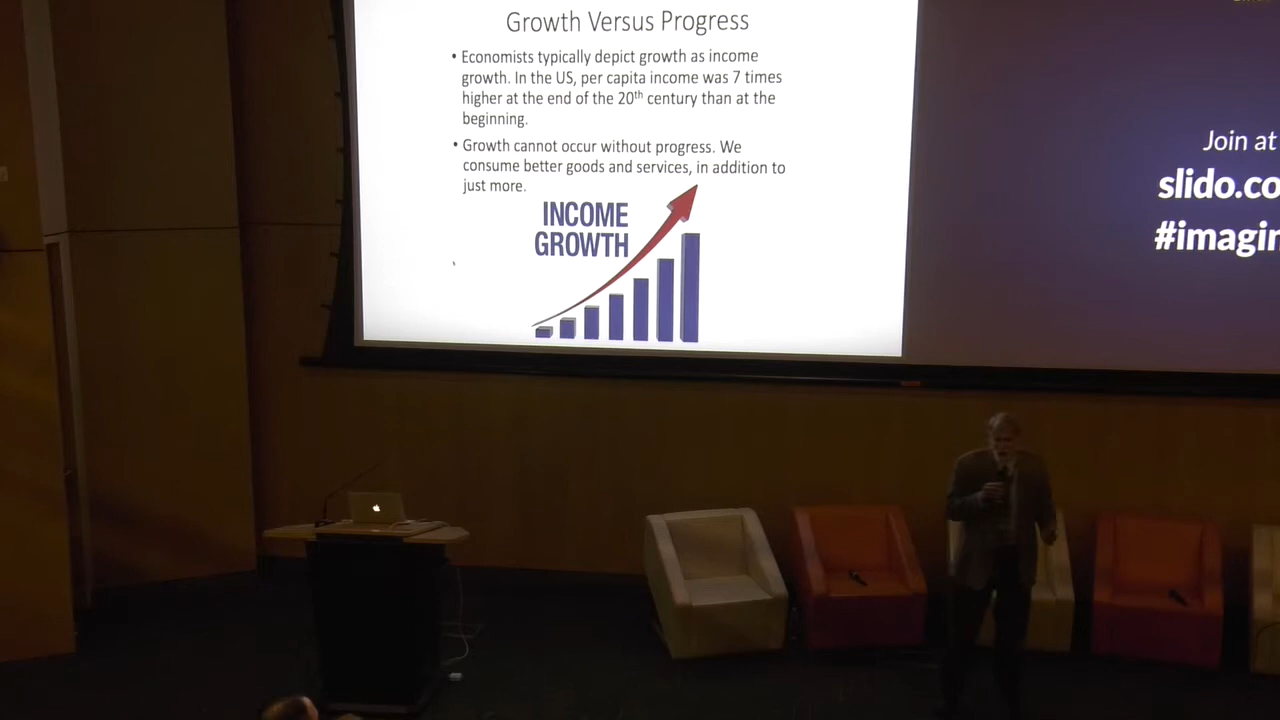 Growth Versus Progress
• Economists typically depict growth as income
growth. In the US, per capita income was 7 times
higher at the end of the 20th century than at the
beginning.
• Growth cannot occur without progress. We
consume better goods and services, in addition to
just more.
INCOME
GROWTH
Join at
slido.co
#imagin